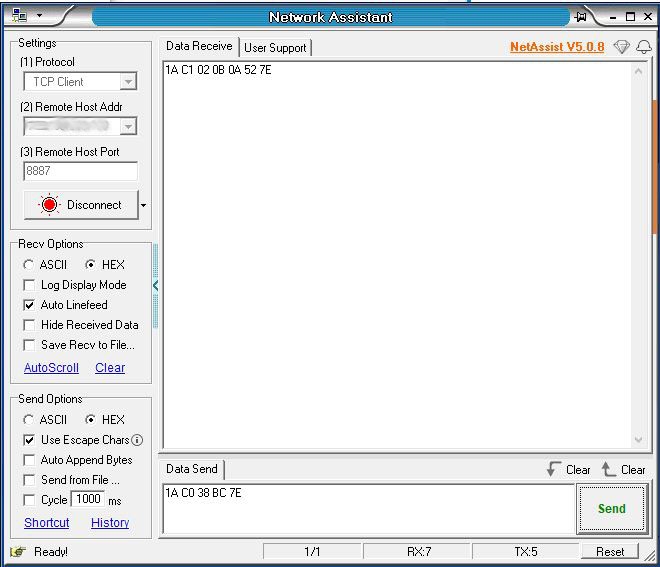 Network Assistant
Settings
(1) Protocol
TCP Client
(2) Remote Host Addr
(3) Remote Host Port
8887
Disconnect
Recv Options
ASCII HEX
Log Display Mode
Auto Linefeed
Hide Received Data
Save Recv to File...
AutoScroll Clear
Send Options
ASCII HEX
Use Escape Chars
Auto Append Bytes
Send from File ...
Cycle 1000 ms
Shortcut History
Data Receive User Support NetAssist V5.0.8
1A C1 02 0B 0A 52 7E
Data Send Clear Clear
1A C0 38 BC 7E
Send
Ready! 1/1 RX:7 TX:5 Reset